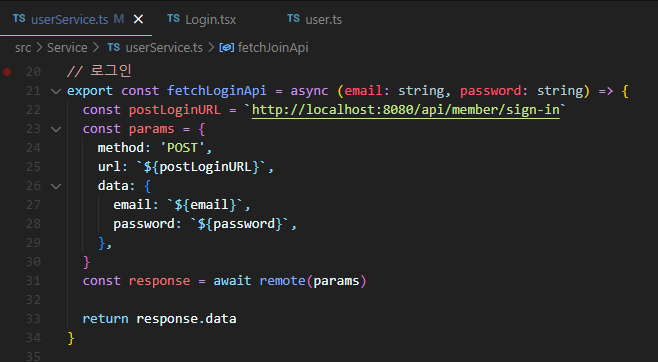 TS userService.ts M × TS Login.tsx TS user.ts
src > Service > TS userService.ts > fetchJoinApi
20 // 로그인
21 export const fetchLoginApi = async (email: string, password: string) => {
22 const postLoginURL = `http://localhost:8080/api/member/sign-in`
23 const params = {
24 method: 'POST',
25 url: `${postLoginURL}`,
26 data: {
27 email: `${email}`,
28 password: `${password}`,
29 },
30 }
31 const response = await remote(params)
32
33 return response.data
34 }
35